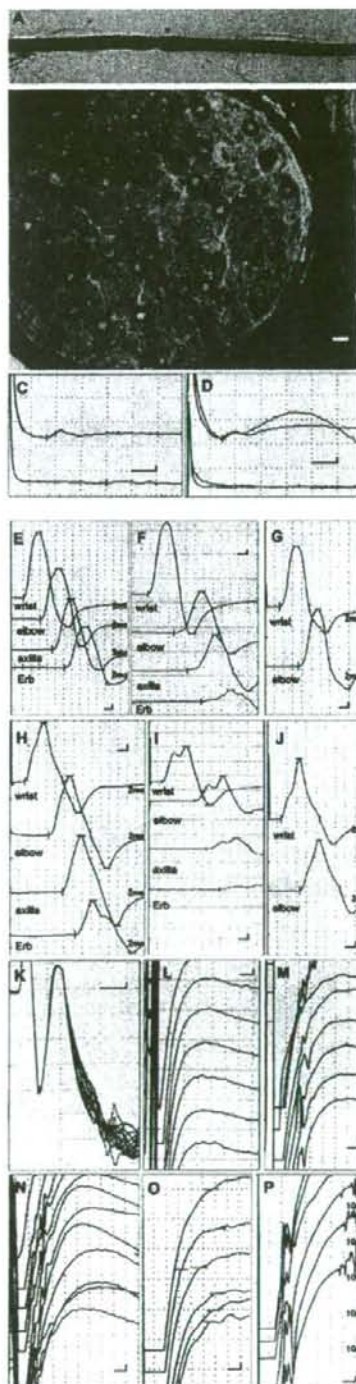 A
C
D
E
wrist
elbow
axilla
Erb
F
wrist
elbow
axilla
Erb
G
wrist
elbow
H
wrist
elbow
axilla
Erb
I
wrist
elbow
axilla
Erb
J
wrist
elbow
K
L
M
N
O
P